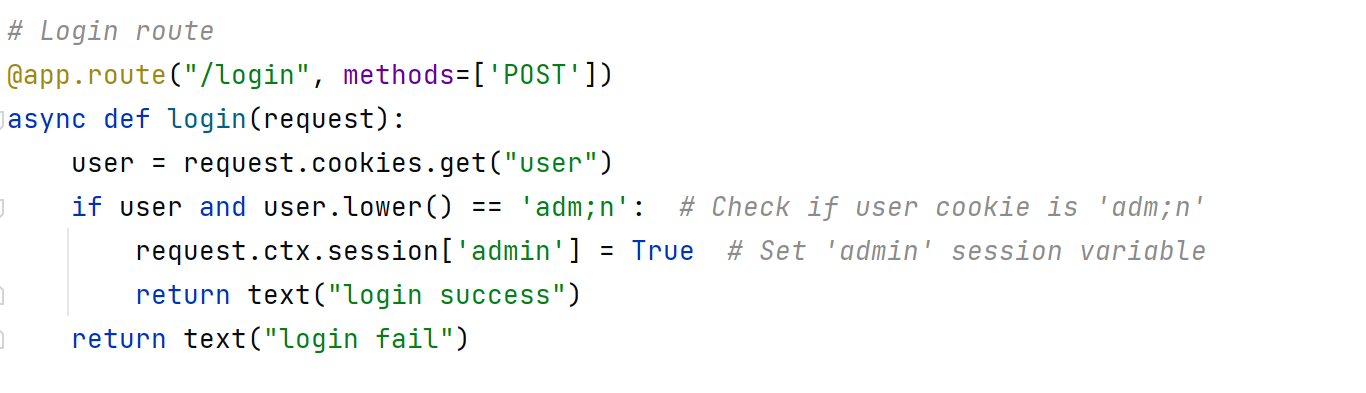 # Login route
@app.route("/login", methods=['POST'])
async def login(request):
    user = request.cookies.get("user")
    if user and user.lower() == 'adm;n':  # Check if user cookie is 'adm;n'
        request.ctx.session['admin'] = True  # Set 'admin' session variable
        return text("login success")
    return text("login fail")